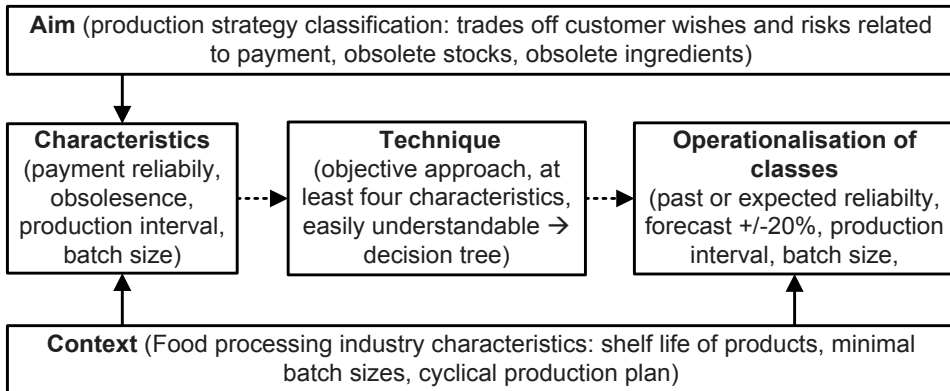 Aim (production strategy classification: trades off customer wishes and risks related
to payment, obsolete stocks, obsolete ingredients)
Characteristics
(payment reliabily,
obsolesence,
production interval,
batch size)
Technique
(objective approach, at
least four characteristics,
easily understandable →
decision tree)
Operationalisation of
classes
(past or expected reliabilty,
forecast +/-20%, production
interval, batch size,
Context (Food processing industry characteristics: shelf life of products, minimal
batch sizes, cyclical production plan)